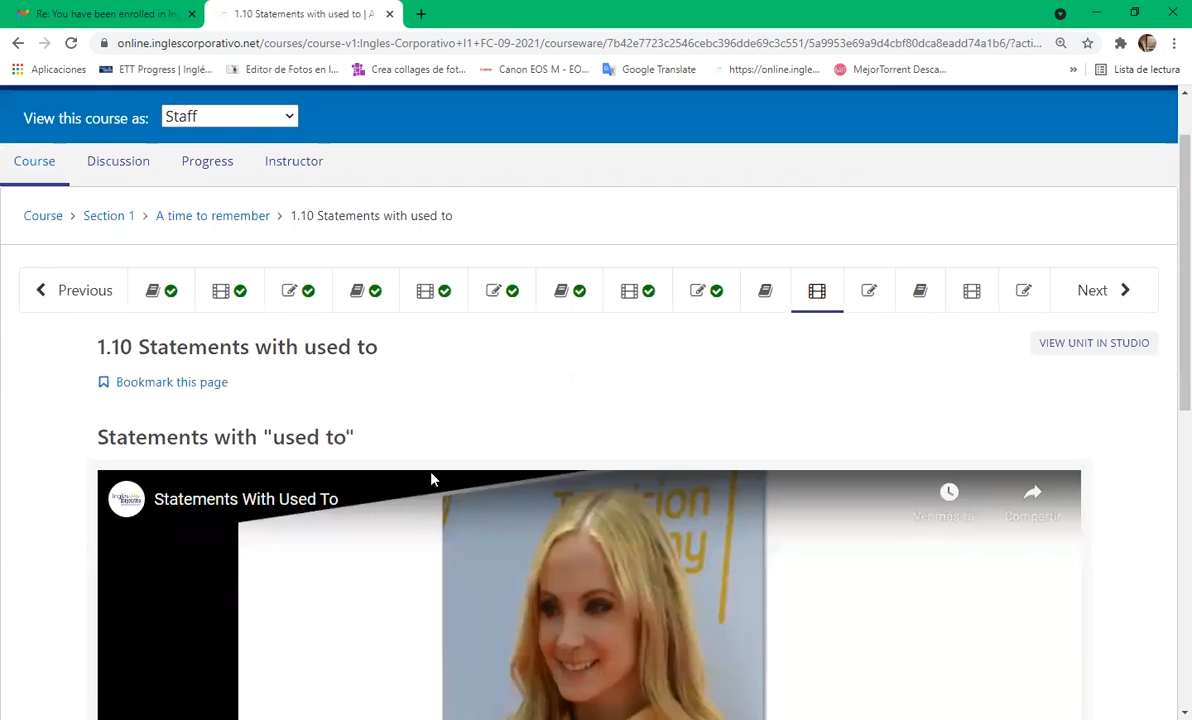 Re: You have been enrolled in In
1.10 Statements with used to | A
online.inglescorporativo.net/courses/course-v1:Ingles-Corporativo+I1+FC-09-2021/courseware/7b42e7723c2546cebc396dde69c3c551/5a9953e69a9d4cbf80dca8eadd74a1b6/?acti...
Aplicaciones
ETT Progress | Inglé...
Editor de Fotos en l...
Crea collages de fot...
Canon EOS M - EO...
Google Translate
https://online.ingle...
MejorTorrent Desca...
»
Lista de lectura
View this course as:
Staff
Course
Discussion
Progress
Instructor
Course > Section 1 > A time to remember > 1.10 Statements with used to
Previous
Next
1.10 Statements with used to
VIEW UNIT IN STUDIO
Bookmark this page
Statements with "used to"
Statements With Used To
Ver más ta
Compartir